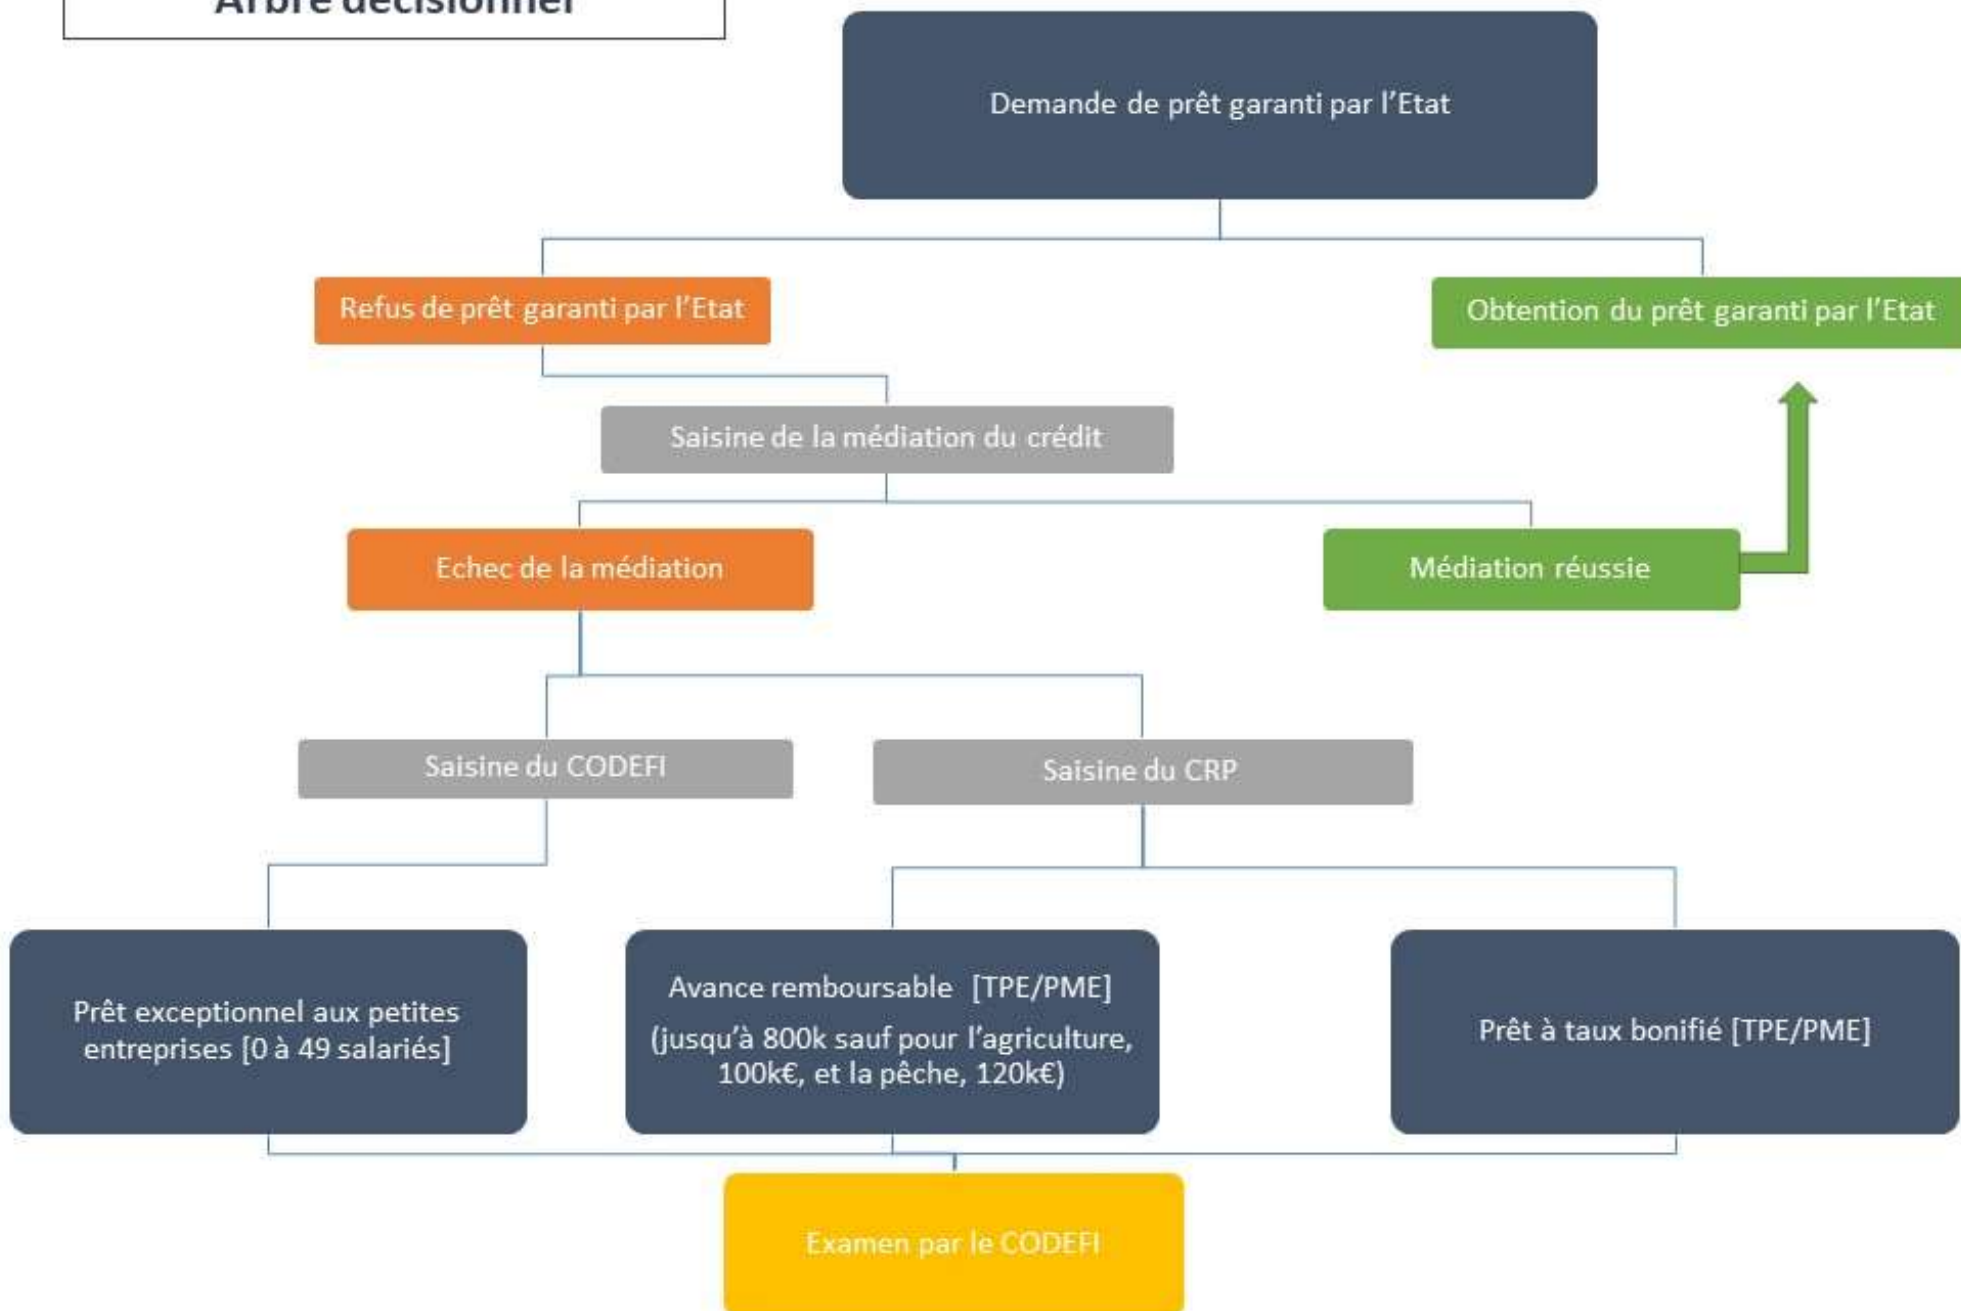 Arbre décisionnel
Demande de prêt garanti par l'Etat
Refus de prêt garanti par l'Etat
Obtention du prêt garanti par l'Etat
Saisine de la médiation du crédit
Echec de la médiation
Médiation réussie
Saisine du CODEFI
Saisine du CRP
Prêt exceptionnel aux petites
entreprises [0 à 49 salariés]
Avance remboursable [TPE/PME]
(jusqu'à 800k sauf pour l'agriculture,
100k€, et la pêche, 120k€)
Prêt à taux bonifié [TPE/PME]
Examen par le CODEFI